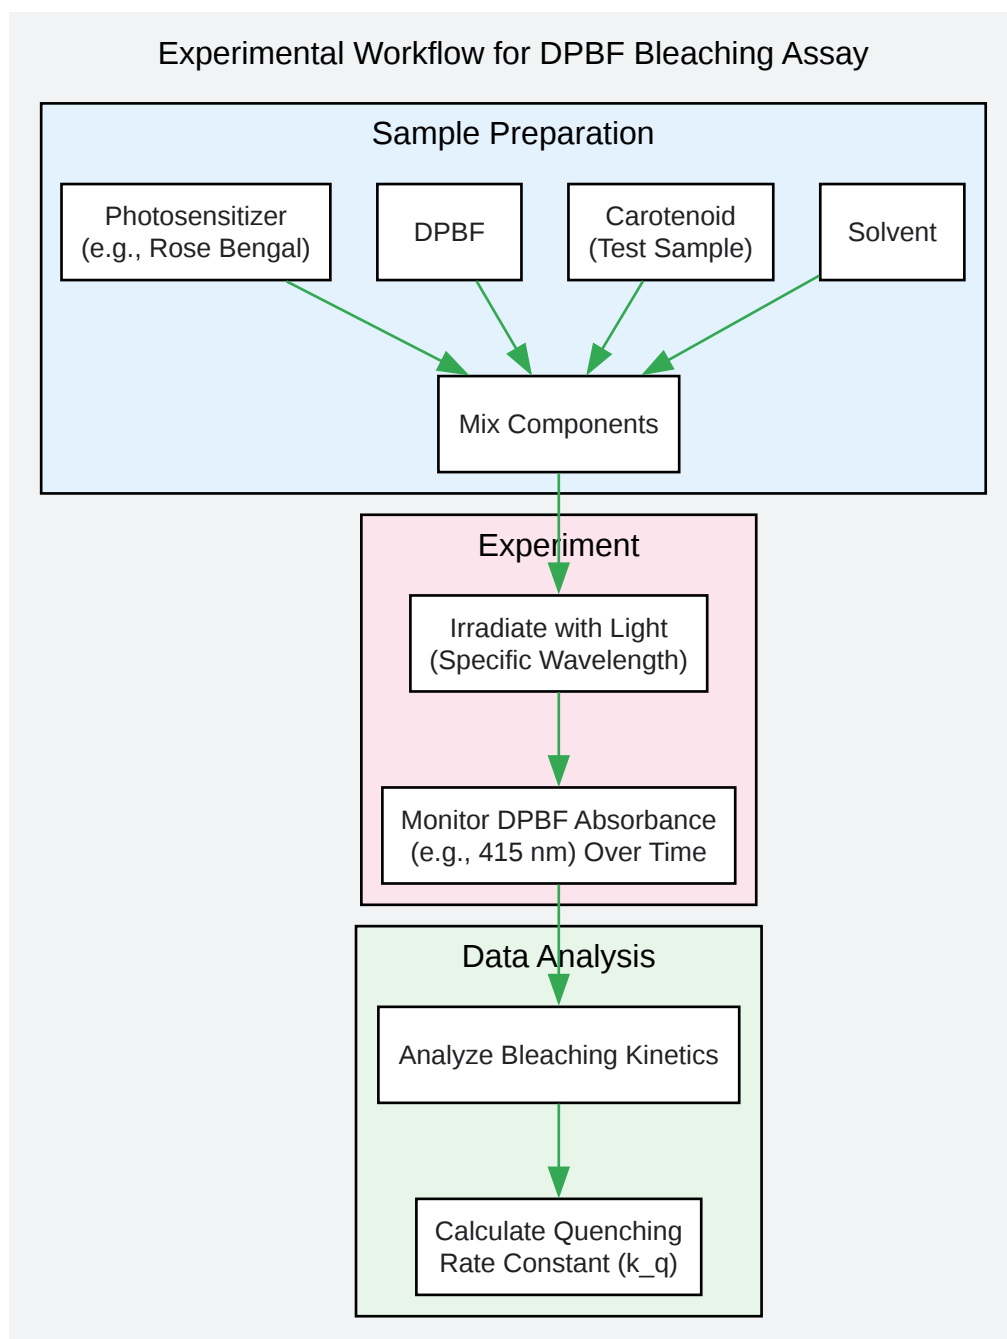 Experimental Workflow for DPBF Bleaching Assay
Sample Preparation
Photosensitizer
(e.g., Rose Bengal)
DPBF
Carotenoid
(Test Sample)
Solvent
Mix Components
Experiment
Irradiate with Light
(Specific Wavelength)
Monitor DPBF Absorbance
(e.g., 415 nm) Over Time
Data Analysis
Analyze Bleaching Kinetics
Calculate Quenching
Rate Constant (k_q)